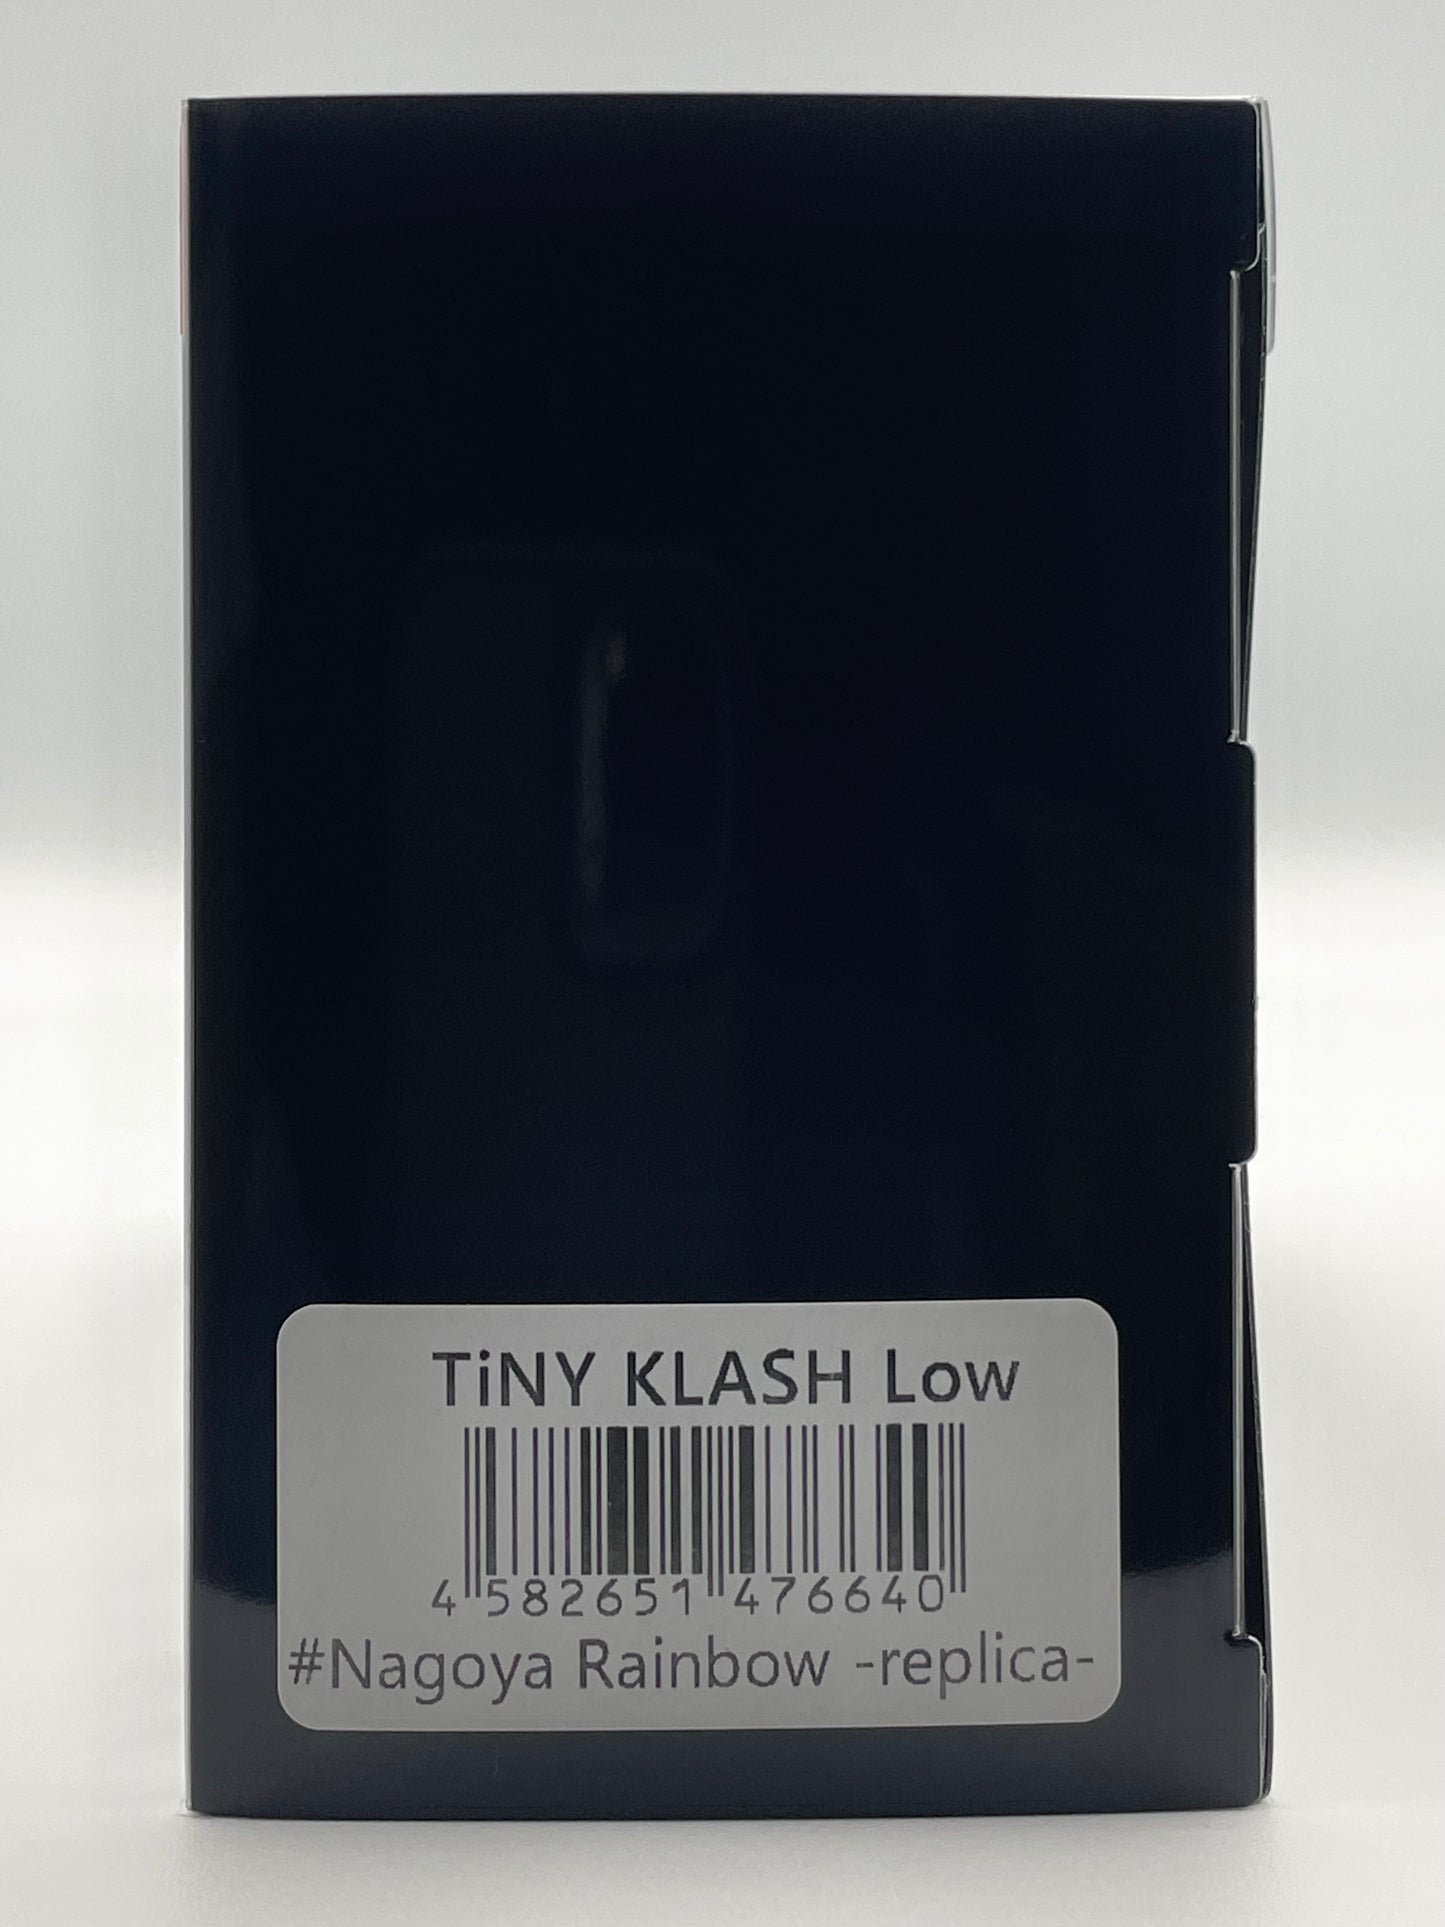 TiNY KLASH Low
4 582651 476640
#Nagoya Rainbow -replica-